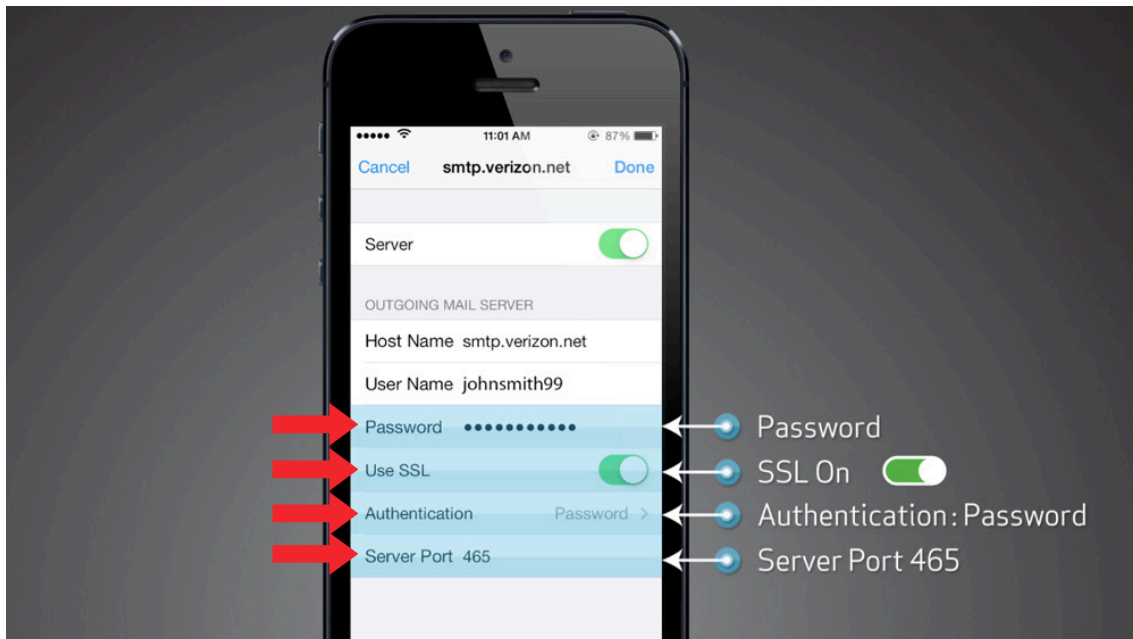 11:01 AM 87%
Cancel smtp.verizon.net Done
Server
OUTGOING MAIL SERVER
Host Name smtp.verizon.net
User Name johnsmith99
Password ●●●●●●●●●●● Password
Use SSL SSL On
Authentication Password > Authentication: Password
Server Port 465 Server Port 465